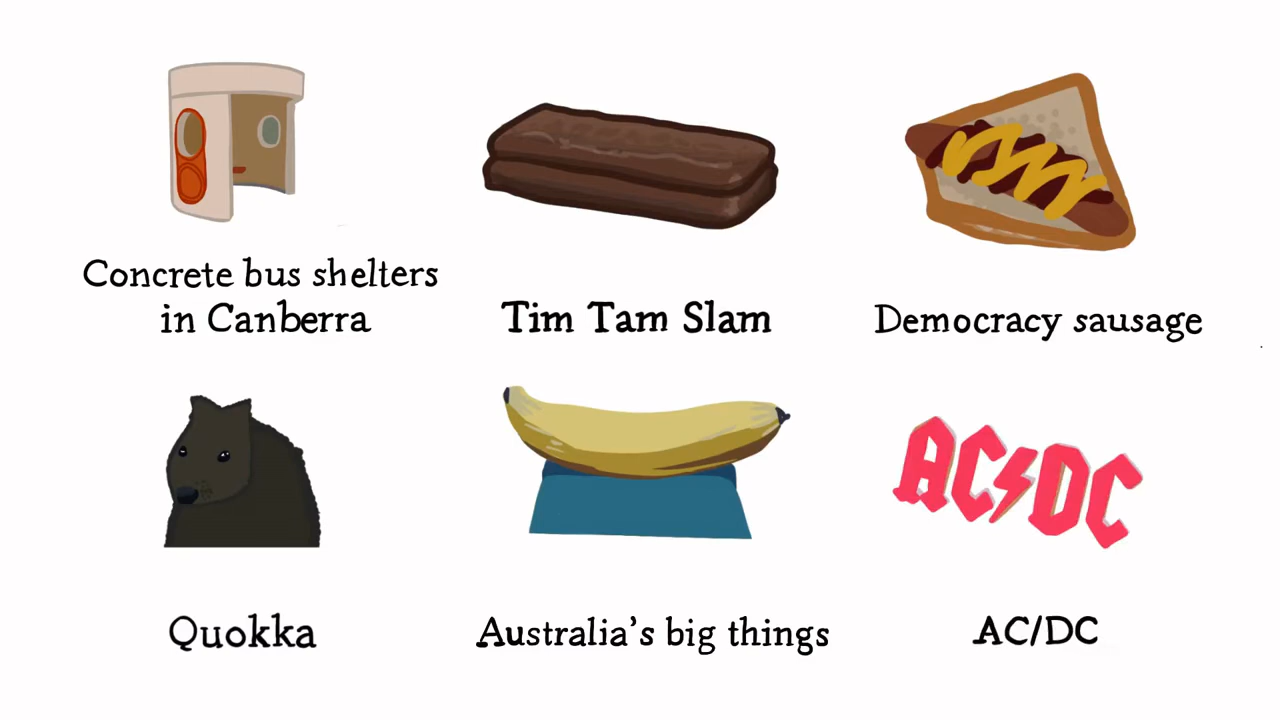 Concrete bus shelters
in Canberra
Tim Tam Slam
Democracy sausage
AC/DC
Quokka
Australia's big things
AC/DC